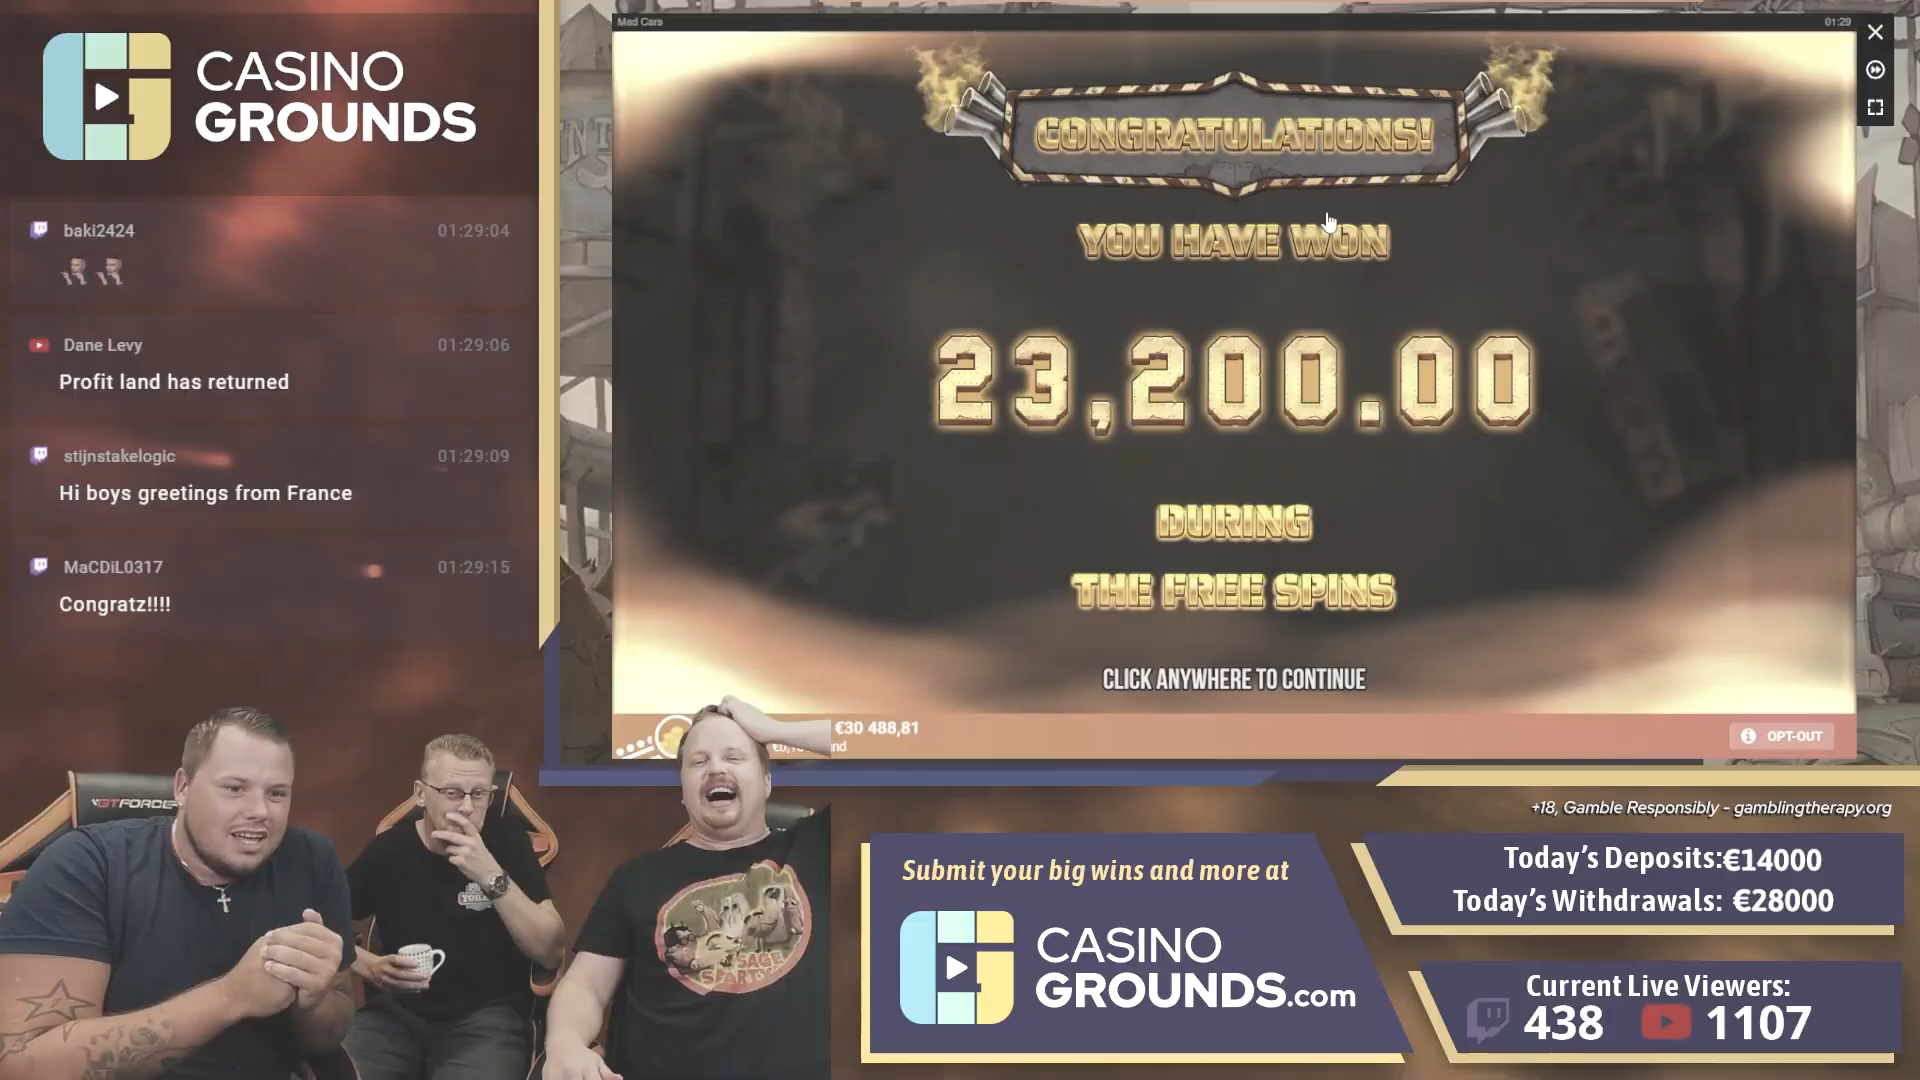 CASINO
GROUNDS
baki2424 01:29:04
Dane Levy 01:29:06
Profit land has returned
stijnstakelogic 01:29:09
Hi boys greetings from France
MaCDiL0317 01:29:15
Congratz!!!!
Mad Cars 01:29
CONGRATULATIONS!
YOU HAVE WON
23,200.00
DURING
THE FREE SPINS
CLICK ANYWHERE TO CONTINUE
€30 488,81
OPT-OUT
GTFORCE
SAUSAGE
PARTY
+18, Gamble Responsibly - gamblingtherapy.org
Submit your big wins and more at
CASINO
GROUNDS.com
Today's Deposits:€14000
Today's Withdrawals: €28000
Current Live Viewers:
438 1107